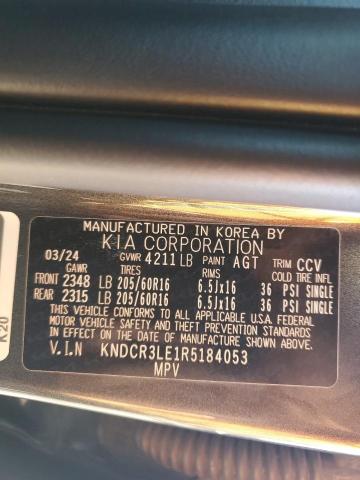 MANUFACTURED IN KOREA BY
KIA CORPORATION
03/24 GVWR 4211 LB PAINT AGT TRIM CCV
GAWR TIRES RIMS COLD TIRE INFL
FRONT 2348 LB 205/60R16 6.5JX16 36 PSI SINGLE
REAR 2315 LB 205/60R16 6.5JX16 36 PSI SINGLE
THIS VEHICLE CONFORMS TO ALL APPLICABLE U.S.A. FEDERAL
MOTOR VEHICLE SAFETY AND THEFT PREVENTION STANDARDS
IN EFFECT ON THE DATE OF MANUFACTURE SHOWN ABOVE.
V.I.N KNDCR3LE1R5184053
MPV
K20